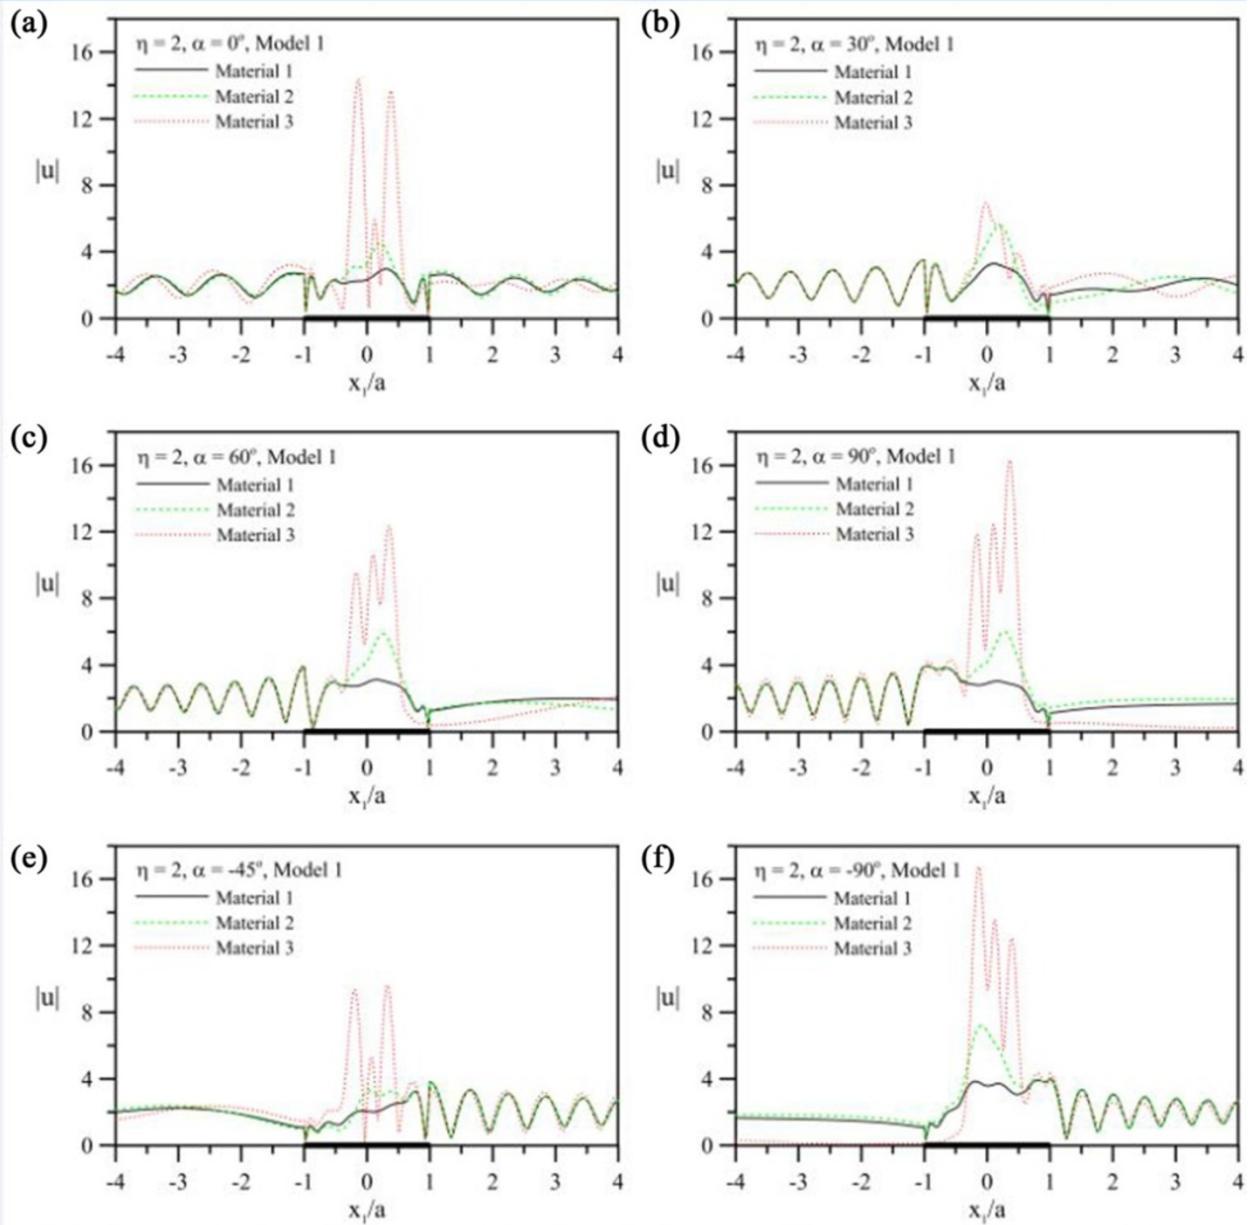 (a)
η = 2, α = 0°, Model 1
Material 1
Material 2
Material 3
16
12
8
4
0
|u|
-4 -3 -2 -1 0 1 2 3 4
x₁/a
(b)
η = 2, α = 30°, Model 1
Material 1
Material 2
Material 3
16
12
8
4
0
|u|
-4 -3 -2 -1 0 1 2 3 4
x₁/a
(c)
η = 2, α = 60°, Model 1
Material 1
Material 2
Material 3
16
12
8
4
0
|u|
-4 -3 -2 -1 0 1 2 3 4
x₁/a
(d)
η = 2, α = 90°, Model 1
Material 1
Material 2
Material 3
16
12
8
4
0
|u|
-4 -3 -2 -1 0 1 2 3 4
x₁/a
(e)
η = 2, α = -45°, Model 1
Material 1
Material 2
Material 3
16
12
8
4
0
|u|
-4 -3 -2 -1 0 1 2 3 4
x₁/a
(f)
η = 2, α = -90°, Model 1
Material 1
Material 2
Material 3
16
12
8
4
0
|u|
-4 -3 -2 -1 0 1 2 3 4
x₁/a